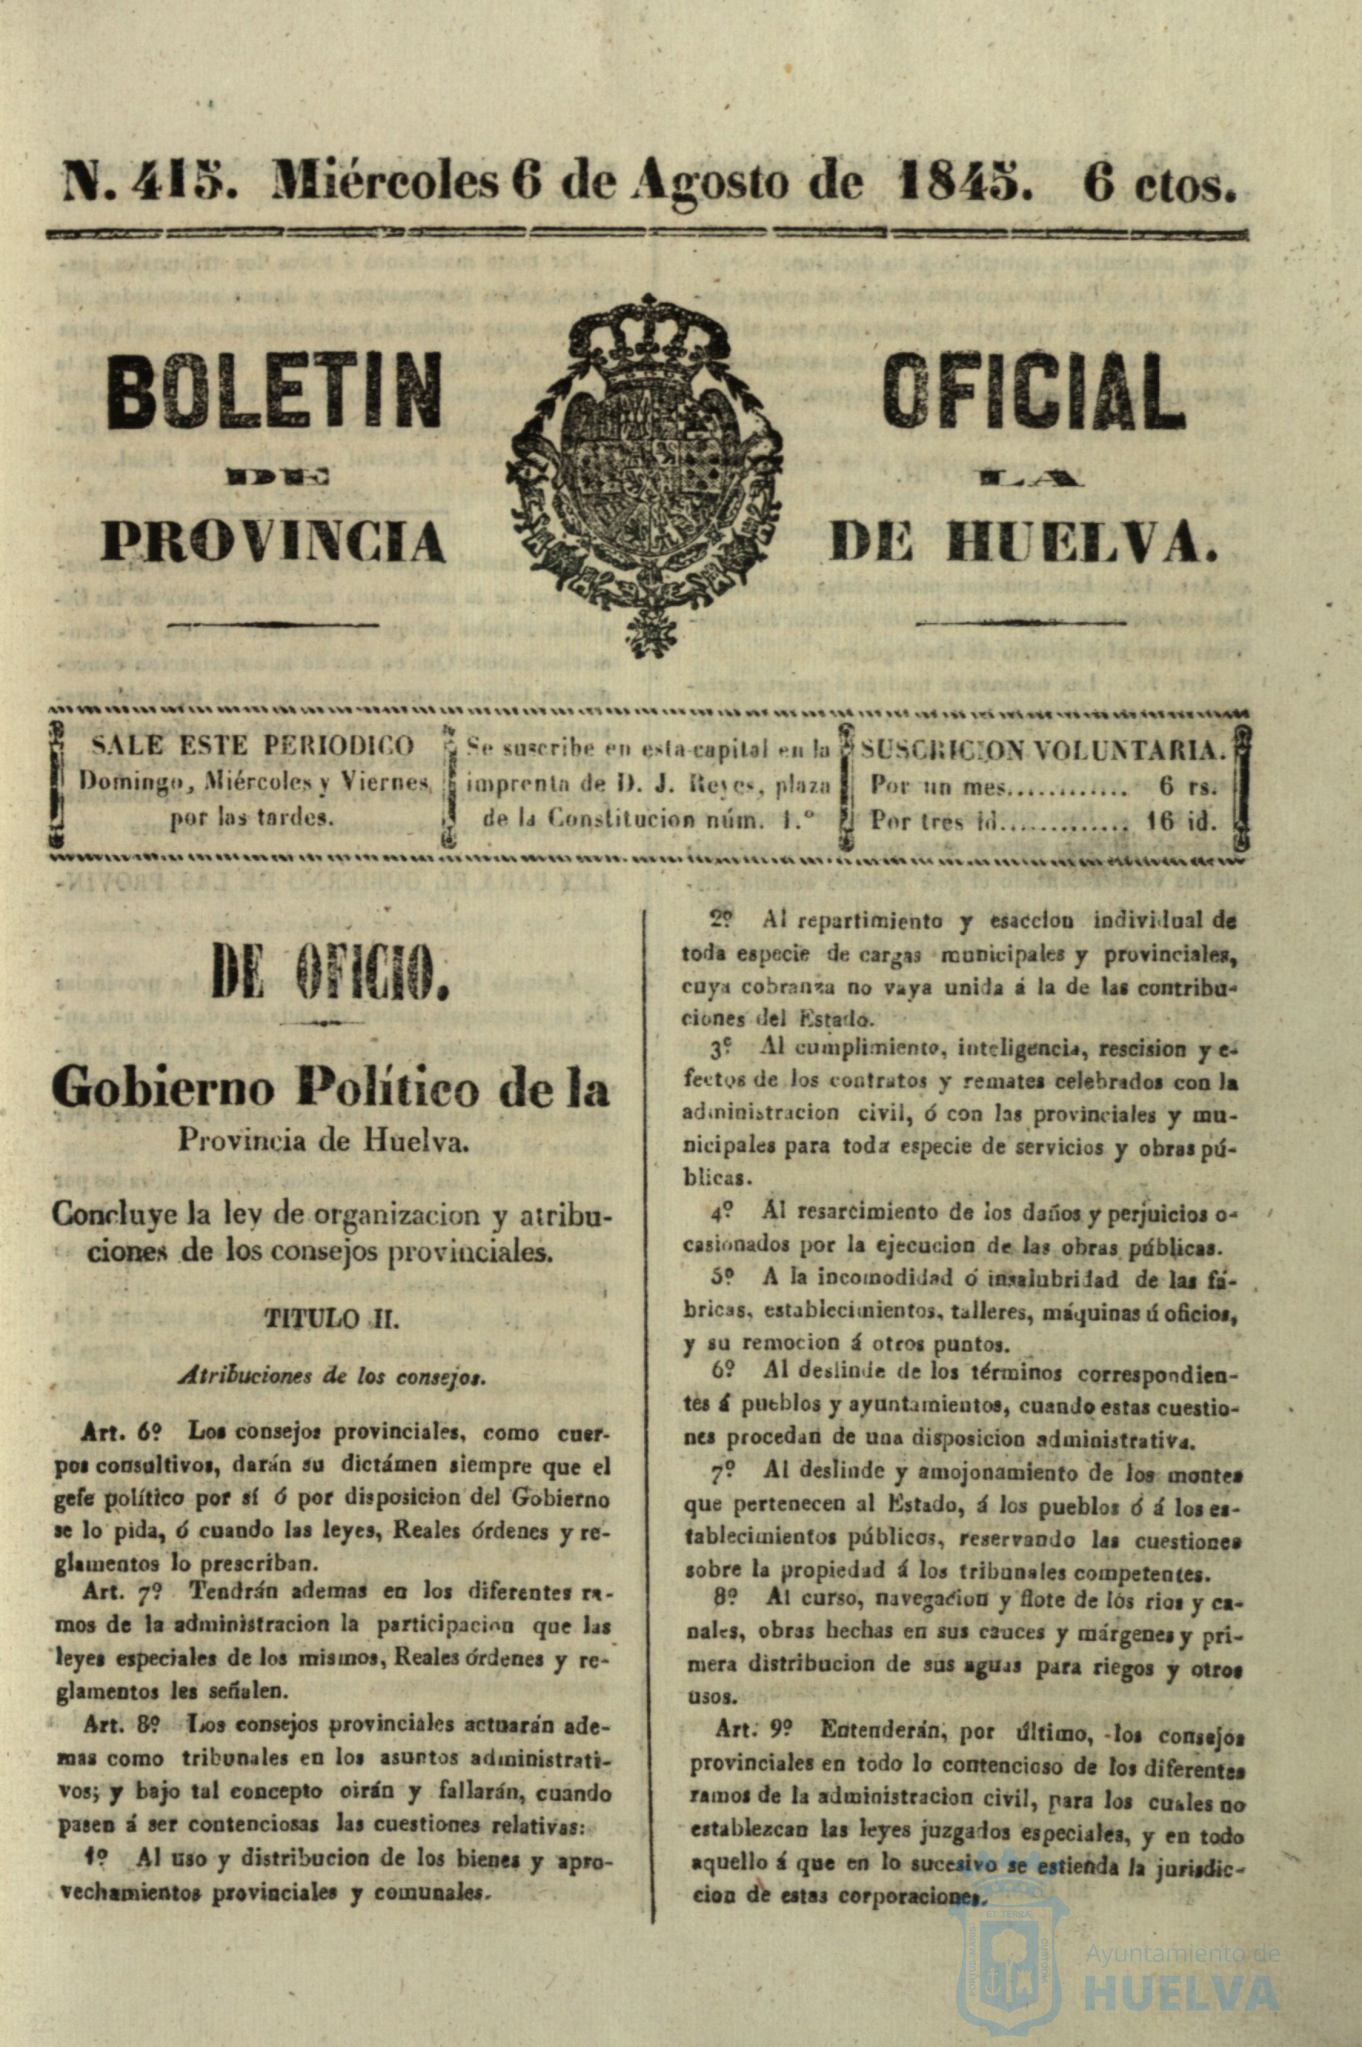 N. 415. Miércoles 6 de Agosto de 1845. 6 ctos.
BOLETIN OFICIAL
DE LA
PROVINCIA DE HUELVA.
SALE ESTE PERIODICO
Domingo, Miércoles y Viernes
por las tardes.
Se suscribe en esta capital en la
imprenta de D. J. Reyes, plaza
de la Constitucion núm. 1.º
SUSCRICION VOLUNTARIA.
Por un mes............ 6 rs.
Por tres id............. 16 id.
DE OFICIO.
Gobierno Político de la
Provincia de Huelva.
Concluye la ley de organizacion y atribu-
ciones de los consejos provinciales.
TITULO II.
Atribuciones de los consejos.
Art. 6º Los consejos provinciales, como cuer-
pos consultivos, darán su dictámen siempre que el
gefe político por sí ó por disposicion del Gobierno
se lo pida, ó cuando las leyes, Reales órdenes y re-
glamentos lo prescriban.
Art. 7º Tendrán ademas en los diferentes ra-
mos de la administracion la participacion que las
leyes especiales de los mismos, Reales órdenes y re-
glamentos les señalen.
Art. 8º Los consejos provinciales actuarán ade-
mas como tribunales en los asuntos administrati-
vos; y bajo tal concepto oirán y fallarán, cuando
pasen á ser contenciosas las cuestiones relativas:
1º Al uso y distribucion de los bienes y apro-
vechamientos provinciales y comunales.
2º Al repartimiento y esaccion individual de
toda especie de cargas municipales y provinciales,
cuya cobranza no vaya unida á la de las contribu-
ciones del Estado.
3º Al cumplimiento, inteligencia, rescision y e-
fectos de los contratos y remates celebrados con la
administracion civil, ó con las provinciales y mu-
nicipales para toda especie de servicios y obras pú-
blicas.
4º Al resarcimiento de los daños y perjuicios o-
casionados por la ejecucion de las obras públicas.
5º A la incomodidad ó insalubridad de las fá-
bricas, establecimientos, talleres, máquinas ú oficios,
y su remocion á otros puntos.
6º Al deslinde de los términos correspondien-
tes á pueblos y ayuntamientos, cuando estas cuestio-
nes procedan de una disposicion administrativa.
7º Al deslinde y amojonamiento de los montes
que pertenecen al Estado, á los pueblos ó á los es-
tablecimientos públicos, reservando las cuestiones
sobre la propiedad á los tribunales competentes.
8º Al curso, navegacion y flote de los rios y ca-
nales, obras hechas en sus cauces y márgenes y pri-
mera distribucion de sus aguas para riegos y otros
usos.
Art. 9º Entenderán, por último, los consejos
provinciales en todo lo contencioso de los diferentes
ramos de la administracion civil, para los cuales no
establezcan las leyes juzgados especiales, y en todo
aquello á que en lo sucesivo se estienda la jurisdic-
cion de estas corporaciones.
Ayuntamiento de
HUELVA